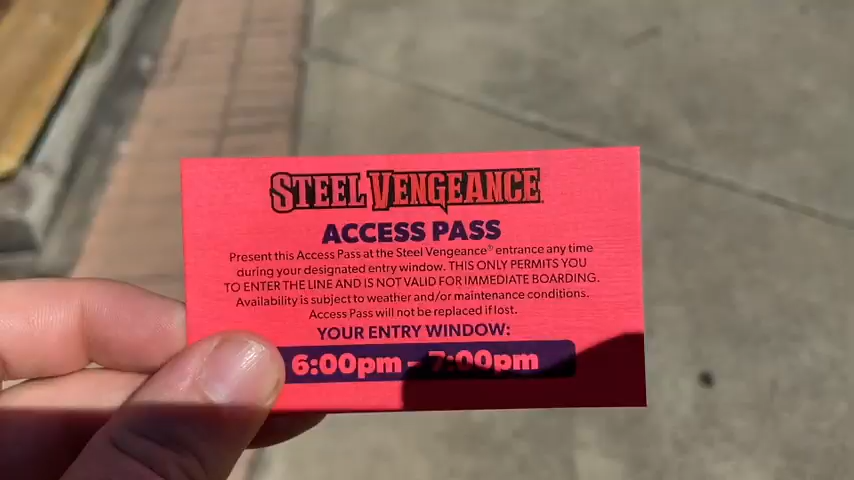 STEEL VENGEANCE
ACCESS PASS
Present this Access Pass at the Steel Vengeance® entrance any time
during your designated entry window. THIS ONLY PERMITS YOU
TO ENTER THE LINE AND IS NOT VALID FOR IMMEDIATE BOARDING.
Availability is subject to weather and/or maintenance conditions.
Access Pass will not be replaced if lost.
YOUR ENTRY WINDOW:
6:00pm - 7:00pm